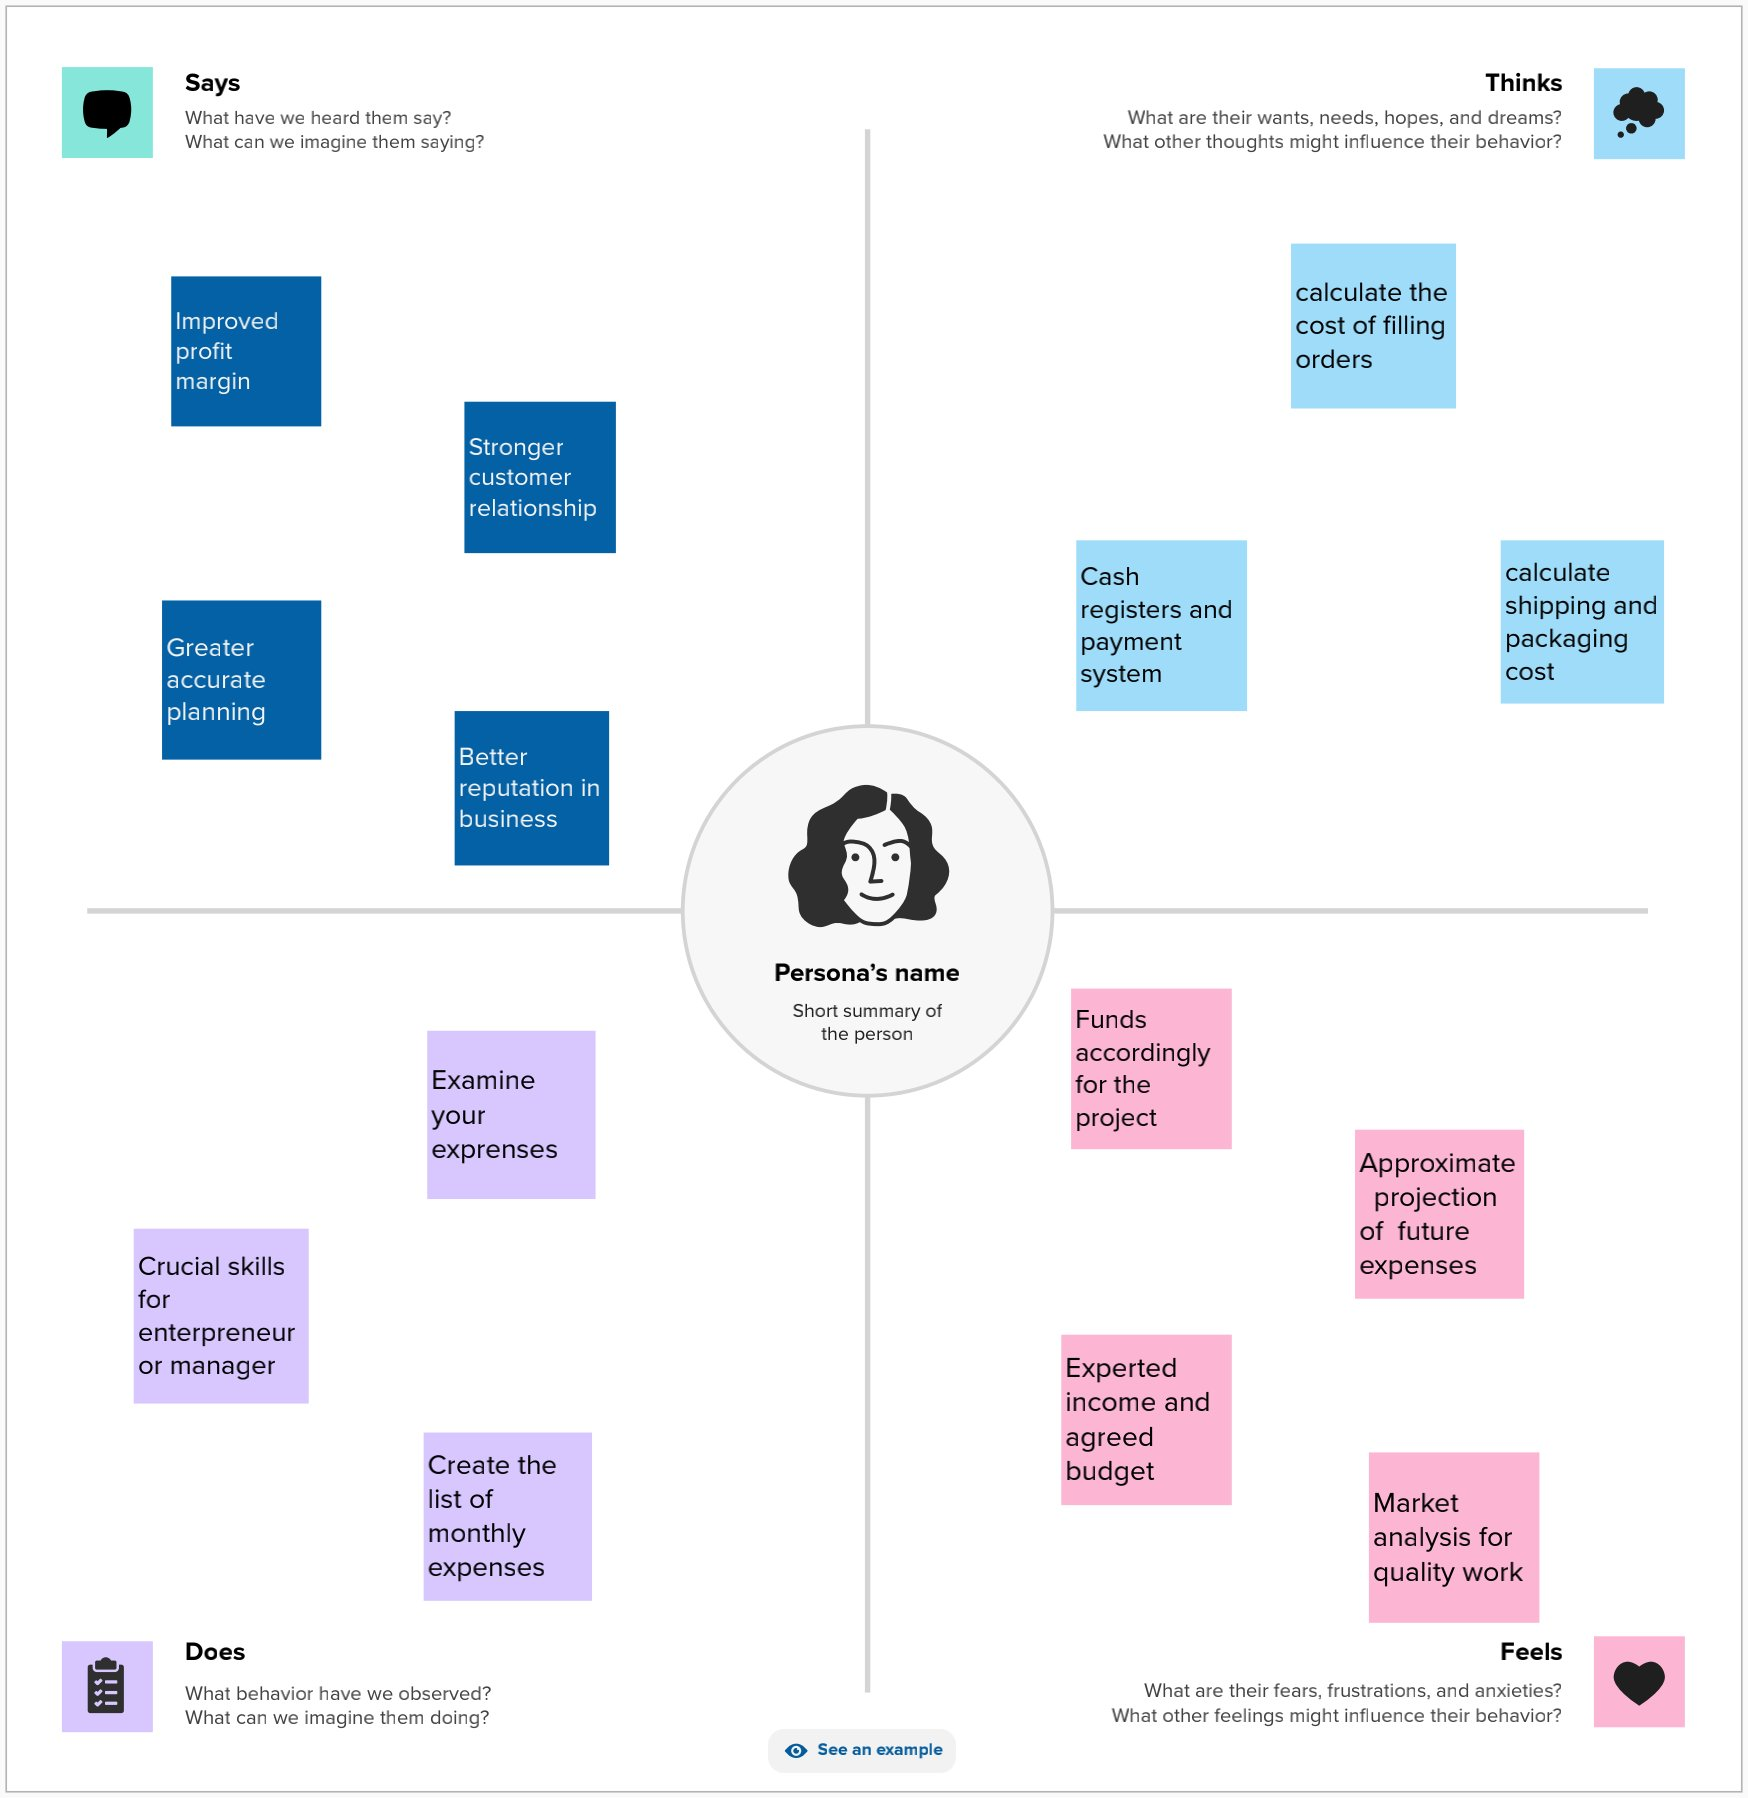 Says
What have we heard them say?
What can we imagine them saying?
Thinks
What are their wants, needs, hopes, and dreams?
What other thoughts might influence their behavior?
Improved
profit
margin
Stronger
customer
relationship
Greater
accurate
planning
Better
reputation in
business
calculate the
cost of filling
orders
Cash
registers and
payment
system
calculate
shipping and
packaging
cost
Persona’s name
Short summary of
the person
Examine
your
exprenses
Crucial skills
for
enterpreneur
or manager
Create the
list of
monthly
expenses
Funds
accordingly
for the
project
Approximate
projection
of future
expenses
Experted
income and
agreed
budget
Market
analysis for
quality work
Does
What behavior have we observed?
What can we imagine them doing?
Feels
What are their fears, frustrations, and anxieties?
What other feelings might influence their behavior?
See an example